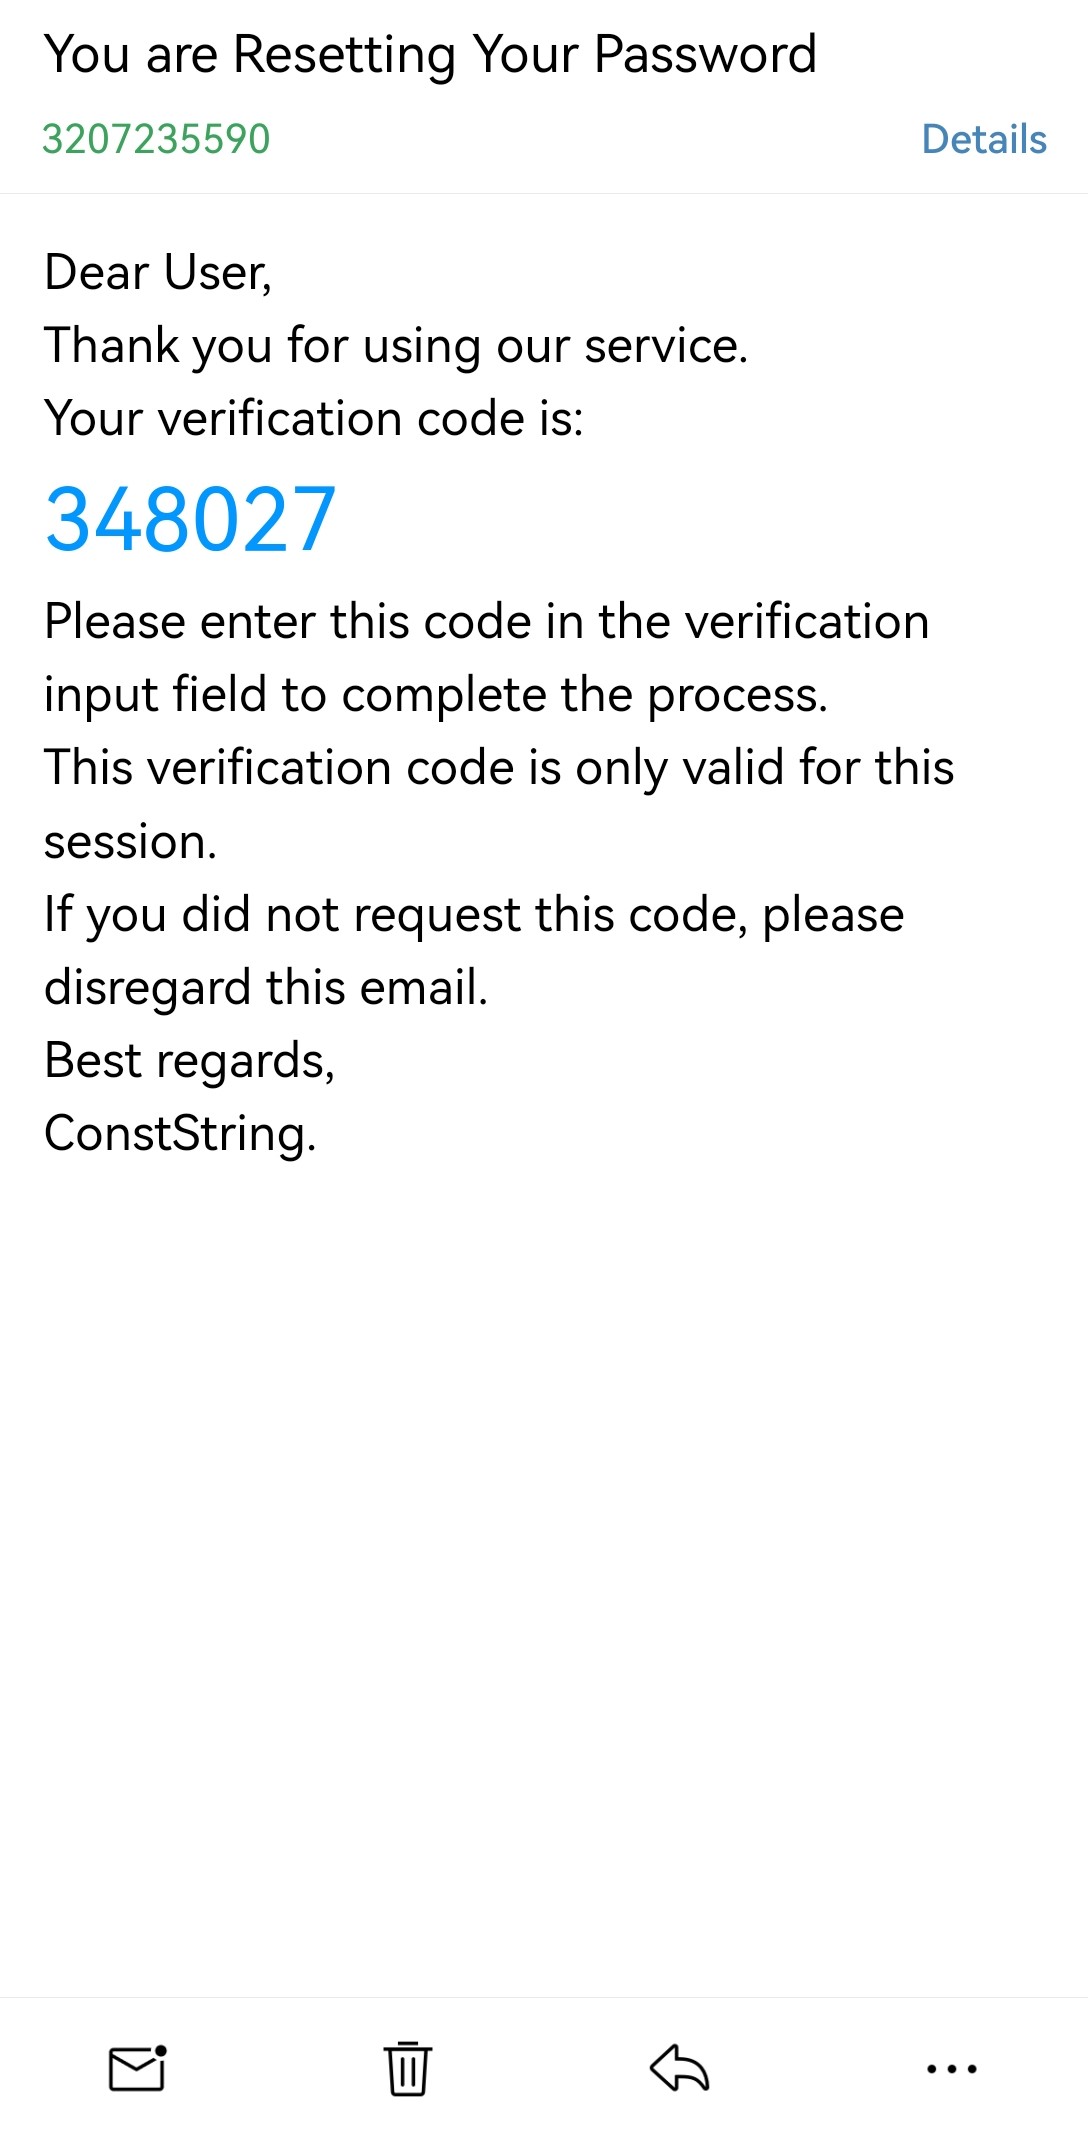 You are Resetting Your Password
3207235590
Details
Dear User,
Thank you for using our service.
Your verification code is:
348027
Please enter this code in the verification
input field to complete the process.
This verification code is only valid for this
session.
If you did not request this code, please
disregard this email.
Best regards,
ConstString.